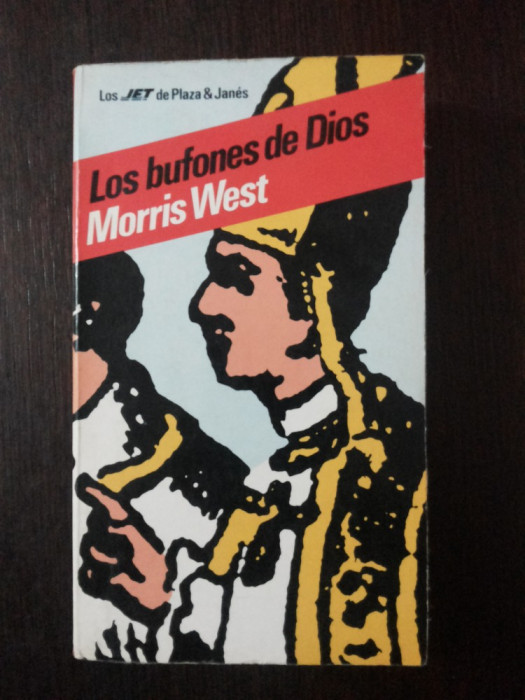 Los JET de Plaza & Janés
Los bufones de Dios
Morris West